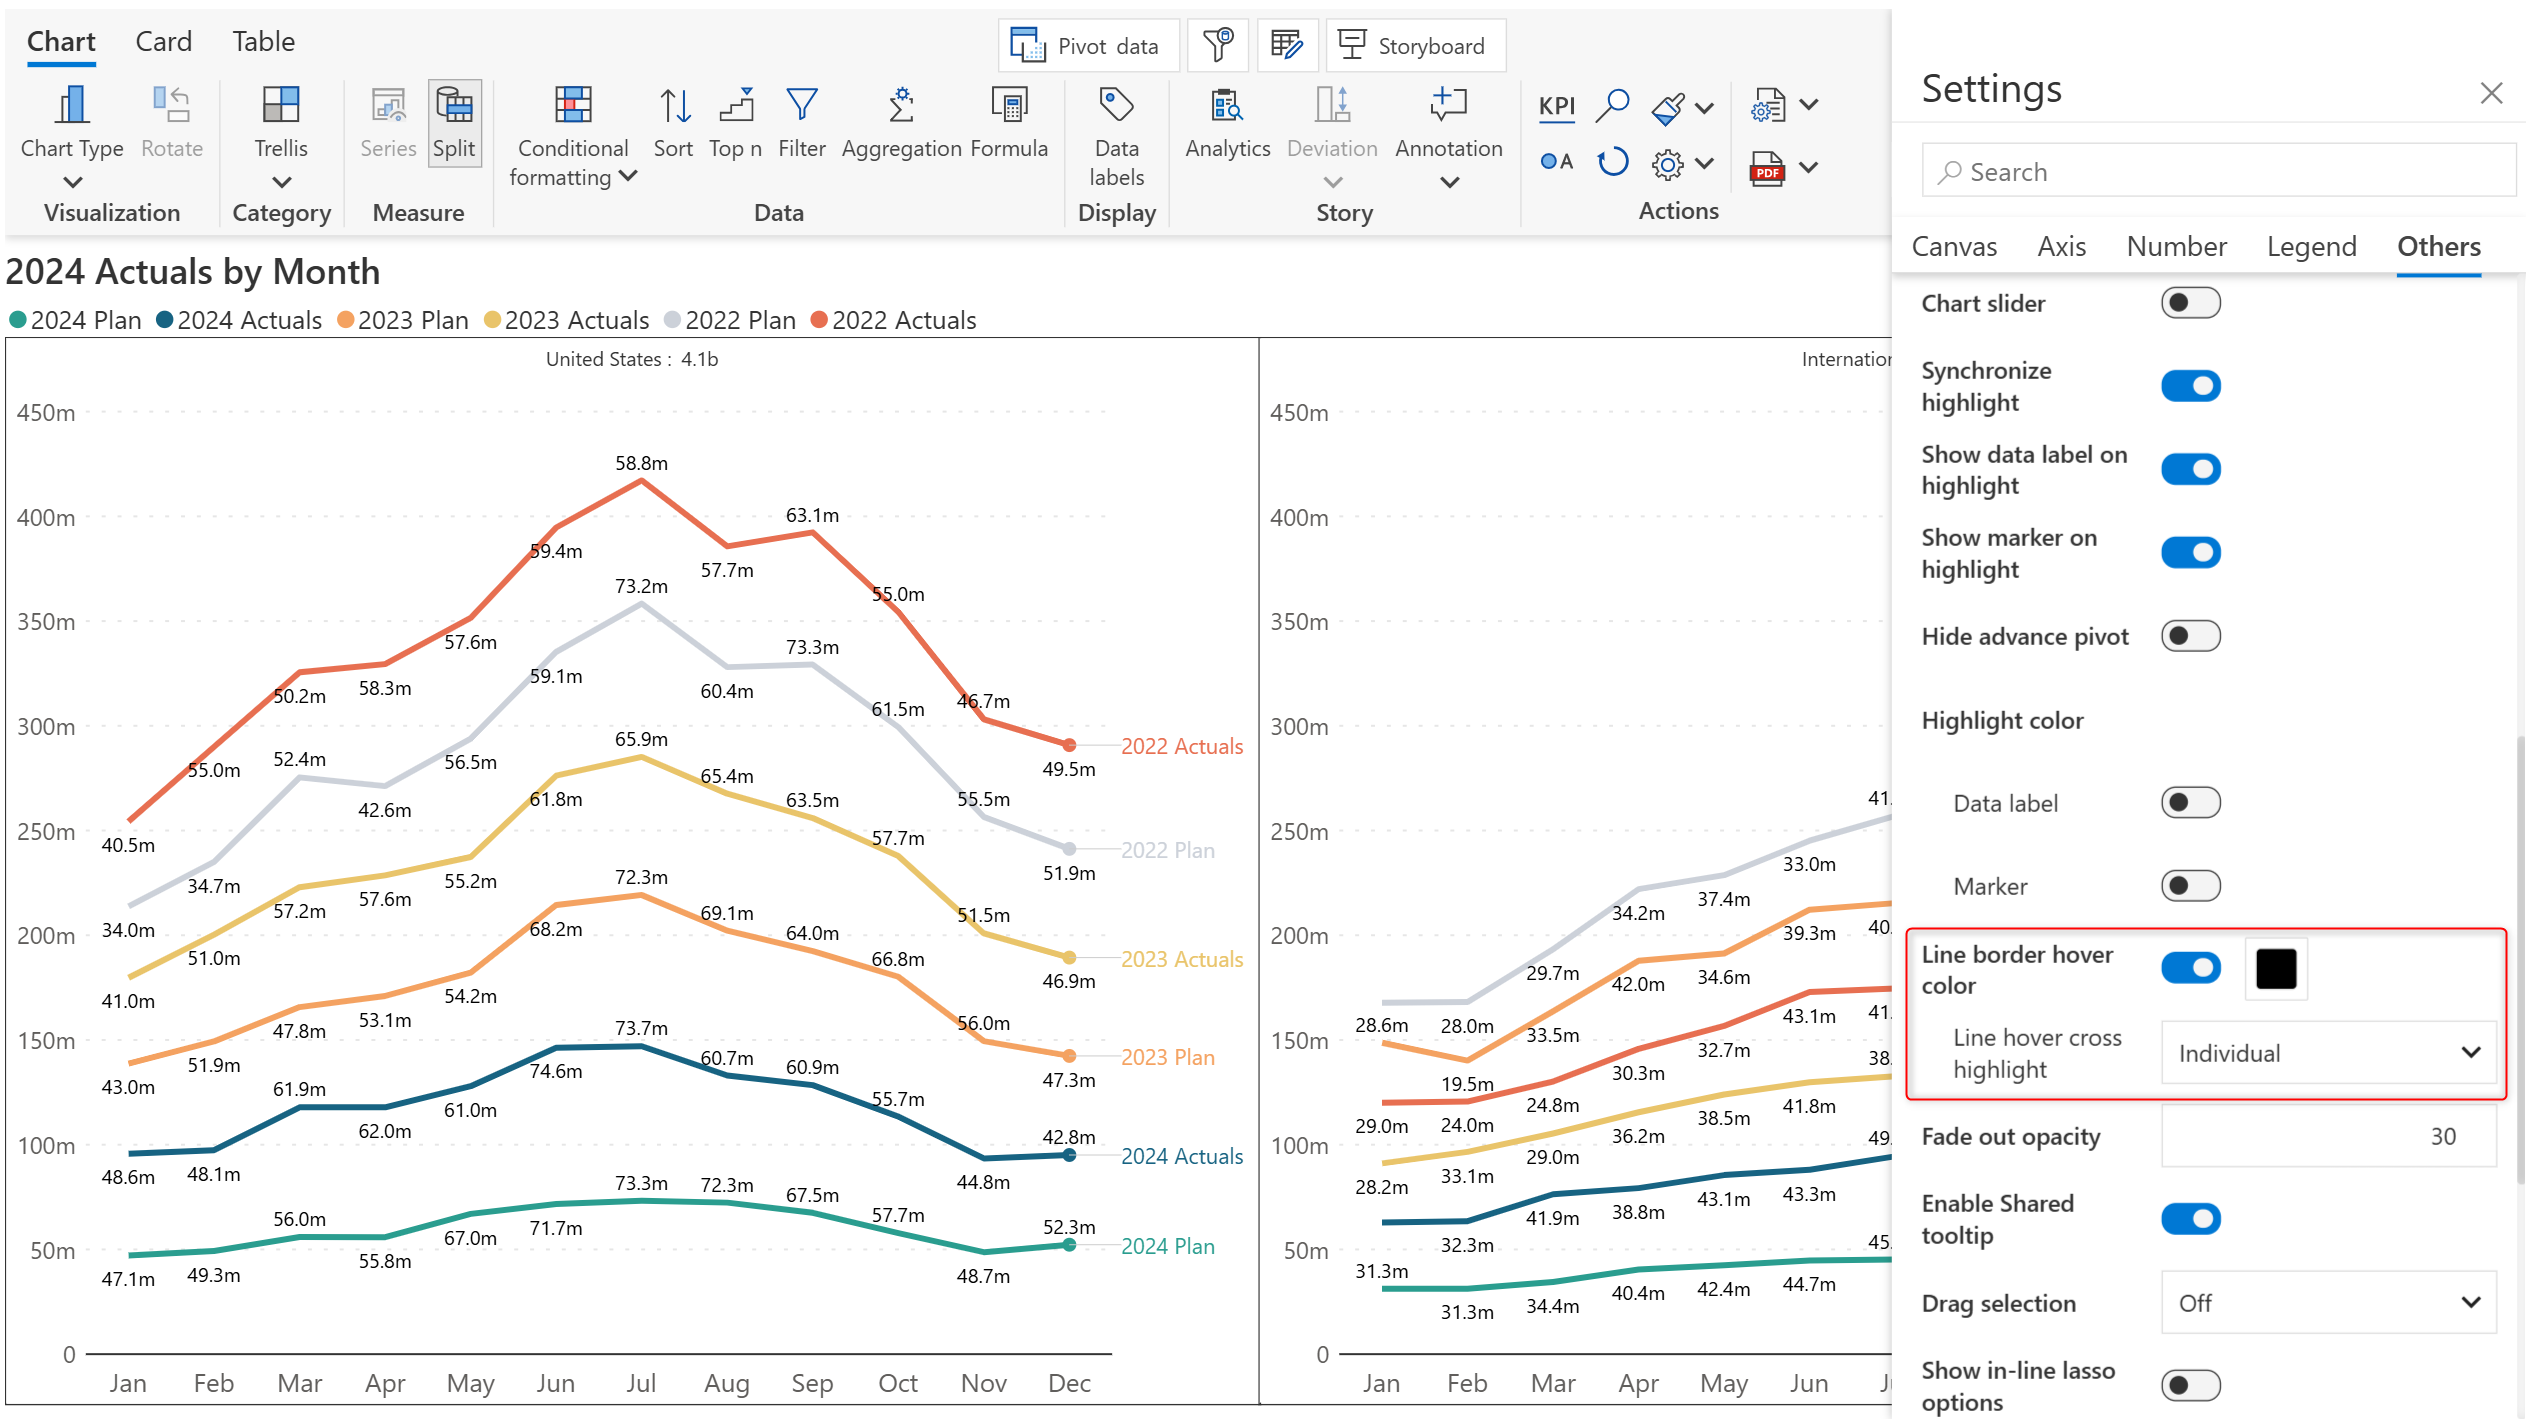 Chart Card Table
Pivot data
Storyboard
Chart Type
Rotate
Visualization
Trellis
Category
Series
Split
Measure
Conditional
formatting
Sort
Top n
Filter
Aggregation
Formula
Data
Data
labels
Display
Analytics
Deviation
Annotation
Story
KPI
A
PDF
Actions
2024 Actuals by Month
2024 Plan 2024 Actuals 2023 Plan 2023 Actuals 2022 Plan 2022 Actuals
United States : 4.1b
450m
400m
350m
300m
250m
200m
150m
100m
50m
0
58.8m
63.1m
59.4m
57.7m
73.2m
55.0m
57.6m
73.3m
59.1m
58.3m
60.4m
50.2m
46.7m
61.5m
65.9m
2022 Actuals
52.4m
56.5m
55.0m
49.5m
65.4m
61.8m
63.5m
55.5m
42.6m
57.7m
40.5m
2022 Plan
51.9m
72.3m
55.2m
34.7m
57.6m
57.2m
69.1m
51.5m
34.0m
68.2m
64.0m
51.0m
66.8m
2023 Actuals
46.9m
54.2m
41.0m
53.1m
56.0m
73.7m
47.8m
2023 Plan
60.7m
51.9m
60.9m
74.6m
47.3m
43.0m
61.9m
55.7m
61.0m
62.0m
42.8m
2024 Actuals
48.6m
48.1m
73.3m
72.3m
44.8m
67.5m
57.7m
56.0m
71.7m
52.3m
67.0m
2024 Plan
55.8m
47.1m
49.3m
48.7m
Jan Feb Mar Apr May Jun Jul Aug Sep Oct Nov Dec
450m
400m
350m
300m
250m
200m
150m
100m
50m
0
33.0m
37.4m
34.2m
39.3m
29.7m
34.6m
42.0m
43.1m
28.6m
28.0m
33.5m
32.7m
30.3m
19.5m
24.8m
41.8m
38.5m
29.0m
24.0m
36.2m
29.0m
33.1m
28.2m
43.3m
43.1m
38.8m
41.9m
32.3m
31.3m
44.7m
42.4m
40.4m
34.4m
31.3m
Jan Feb Mar Apr May Jun
Settings
Search
Canvas Axis Number Legend Others
Chart slider
Synchronize
highlight
Show data label on
highlight
Show marker on
highlight
Hide advance pivot
Highlight color
Data label
Marker
Line border hover
color
Line hover cross
highlight
Individual
Fade out opacity
30
Enable Shared
tooltip
Drag selection
Off
Show in-line lasso
options